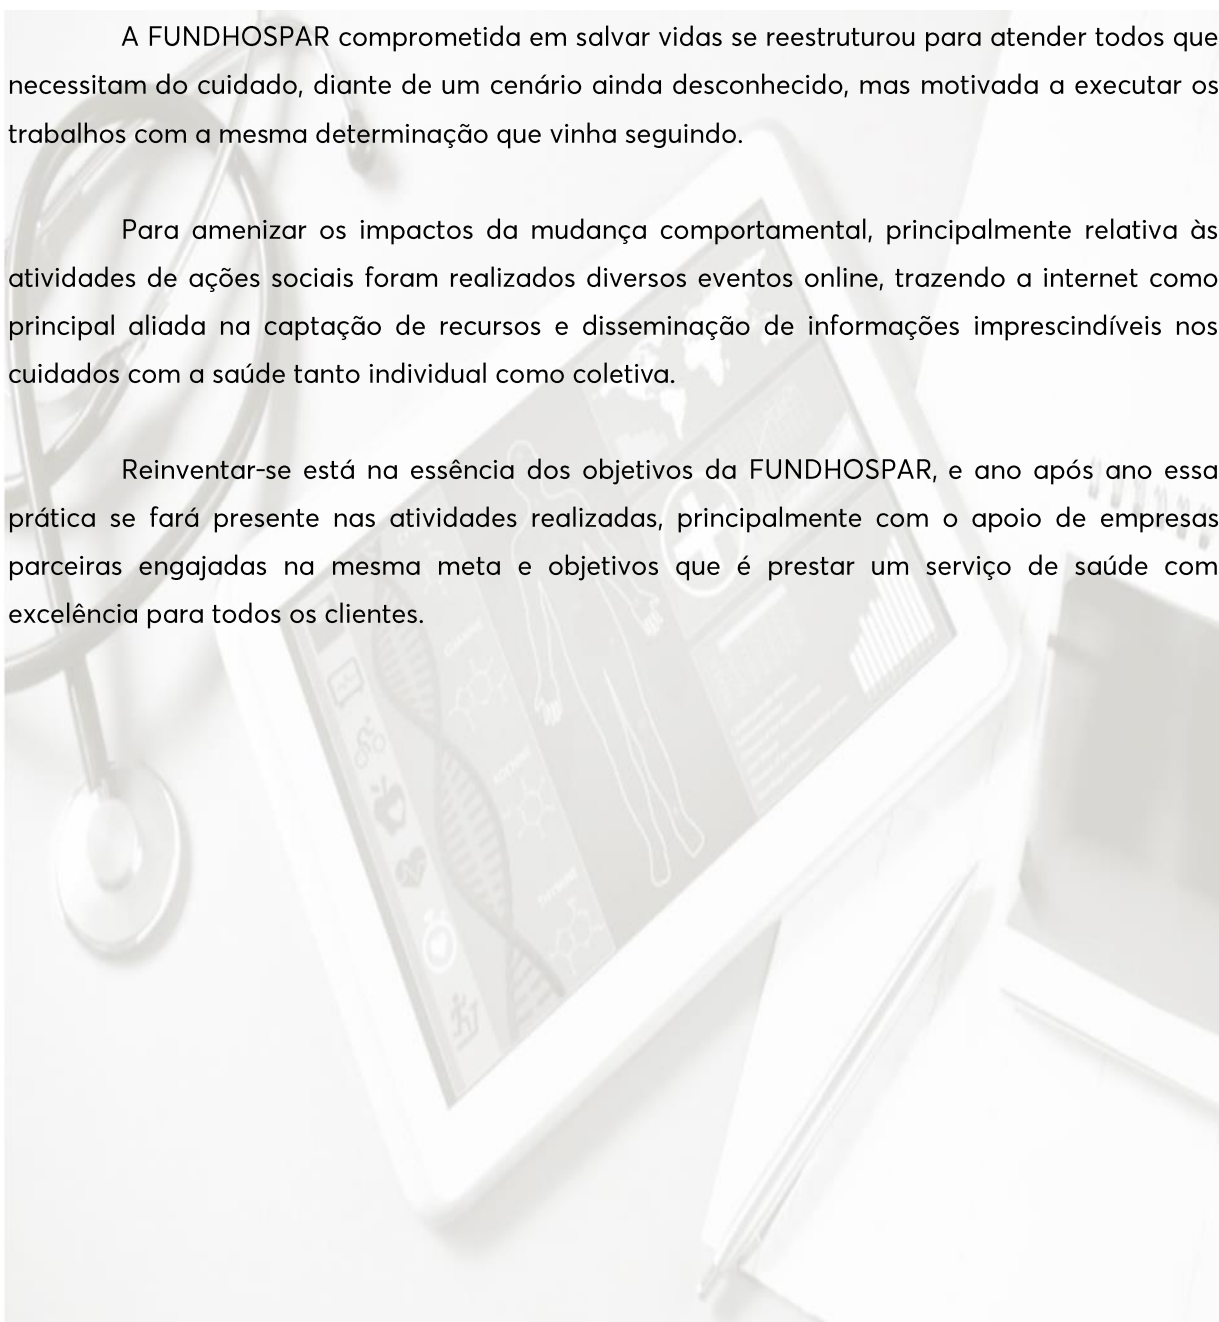 A FUNDHOSPAR comprometida em salvar vidas se reestruturou para atender todos que
necessitam do cuidado, diante de um cenário ainda desconhecido, mas motivada a executar os
trabalhos com a mesma determinação que vinha seguindo.
Para amenizar os impactos da mudança comportamental, principalmente relativa às
atividades de ações sociais foram realizados diversos eventos online, trazendo a internet como
principal aliada na captação de recursos e disseminação de informações imprescindíveis nos
cuidados com a saúde tanto individual como coletiva.
Reinventar-se está na essência dos objetivos da FUNDHOSPAR, e ano após ano essa
prática se fará presente nas atividades realizadas, principalmente com o apoio de empresas
parceiras engajadas na mesma meta e objetivos que é prestar um serviço de saúde com
excelência para todos os clientes.